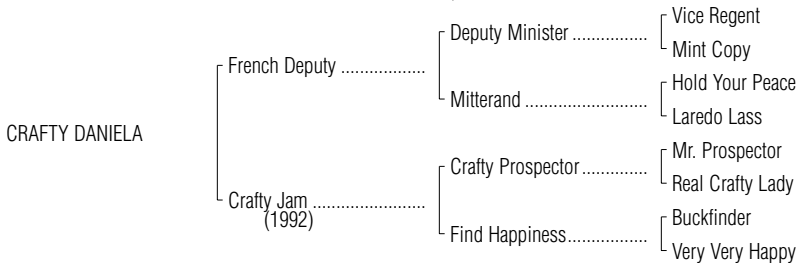 Vice Regent
Deputy Minister ................
Mint Copy
French Deputy ...................
Hold Your Peace
Mitterand ..........................
Laredo Lass
CRAFTY DANIELA
Mr. Prospector
Crafty Prospector ..............
Real Crafty Lady
Crafty Jam .........................
(1992)
Buckfinder
Find Happiness.................
Very Very Happy